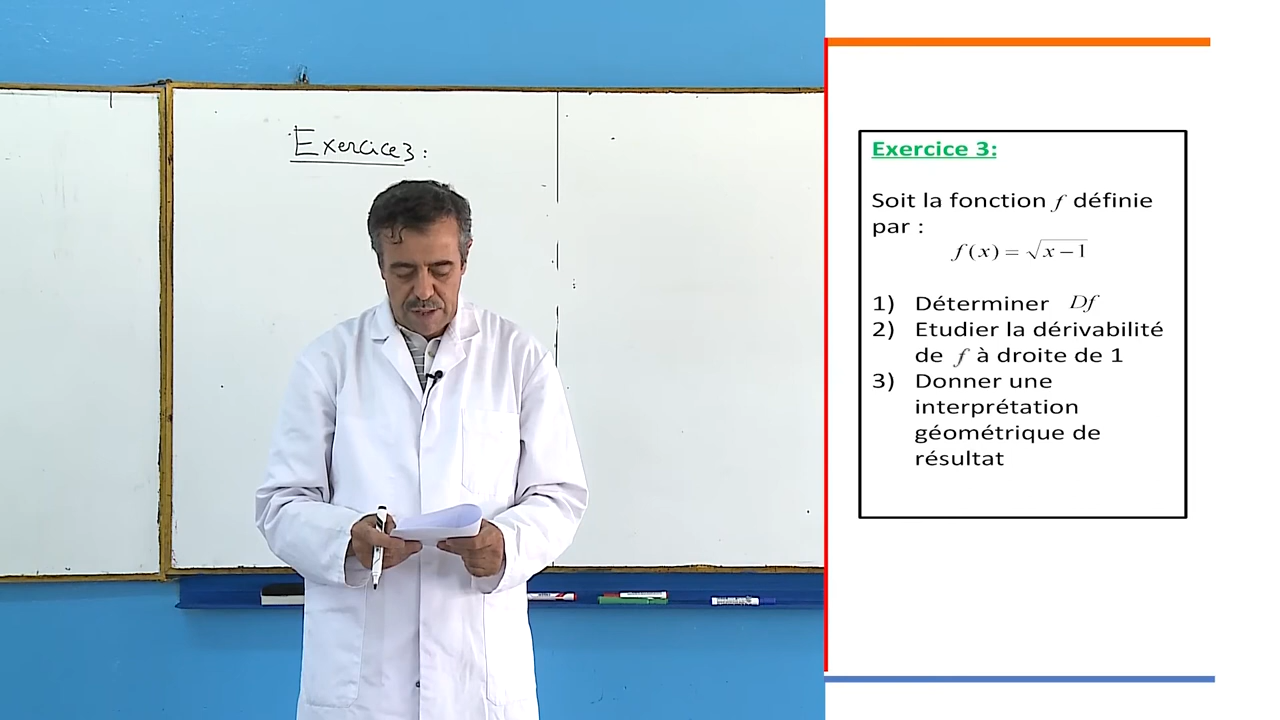 Exercice 3:
Exercice 3:
Soit la fonction f définie
par :
f(x) = √x−1
1) Déterminer Df
2) Etudier la dérivabilité
de f à droite de 1
3) Donner une
interprétation
géométrique de
résultat